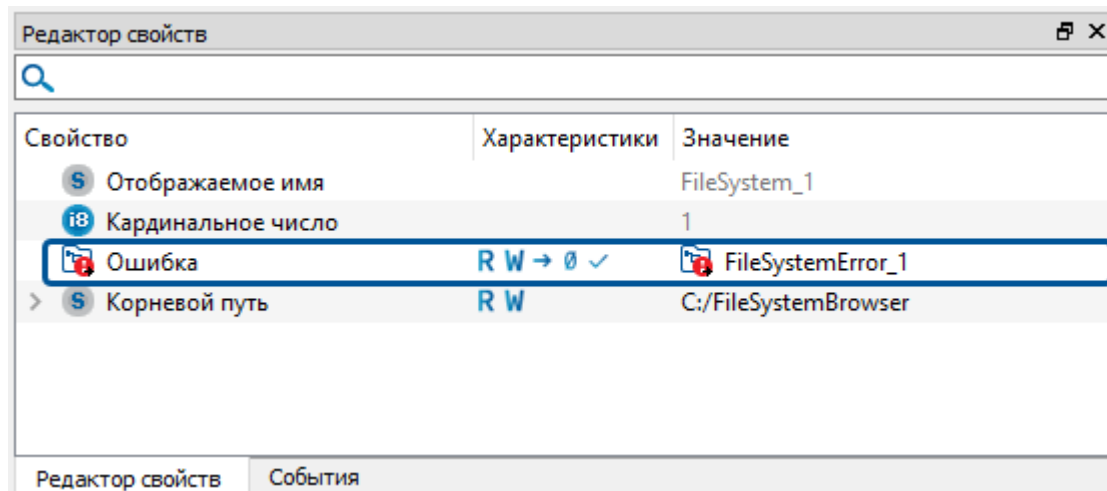 Редактор свойств
Свойство Характеристики Значение
S Отображаемое имя FileSystem_1
i8 Кардинальное число 1
Ошибка R W → ø ✓ FileSystemError_1
> S Корневой путь R W C:/FileSystemBrowser
Редактор свойств События